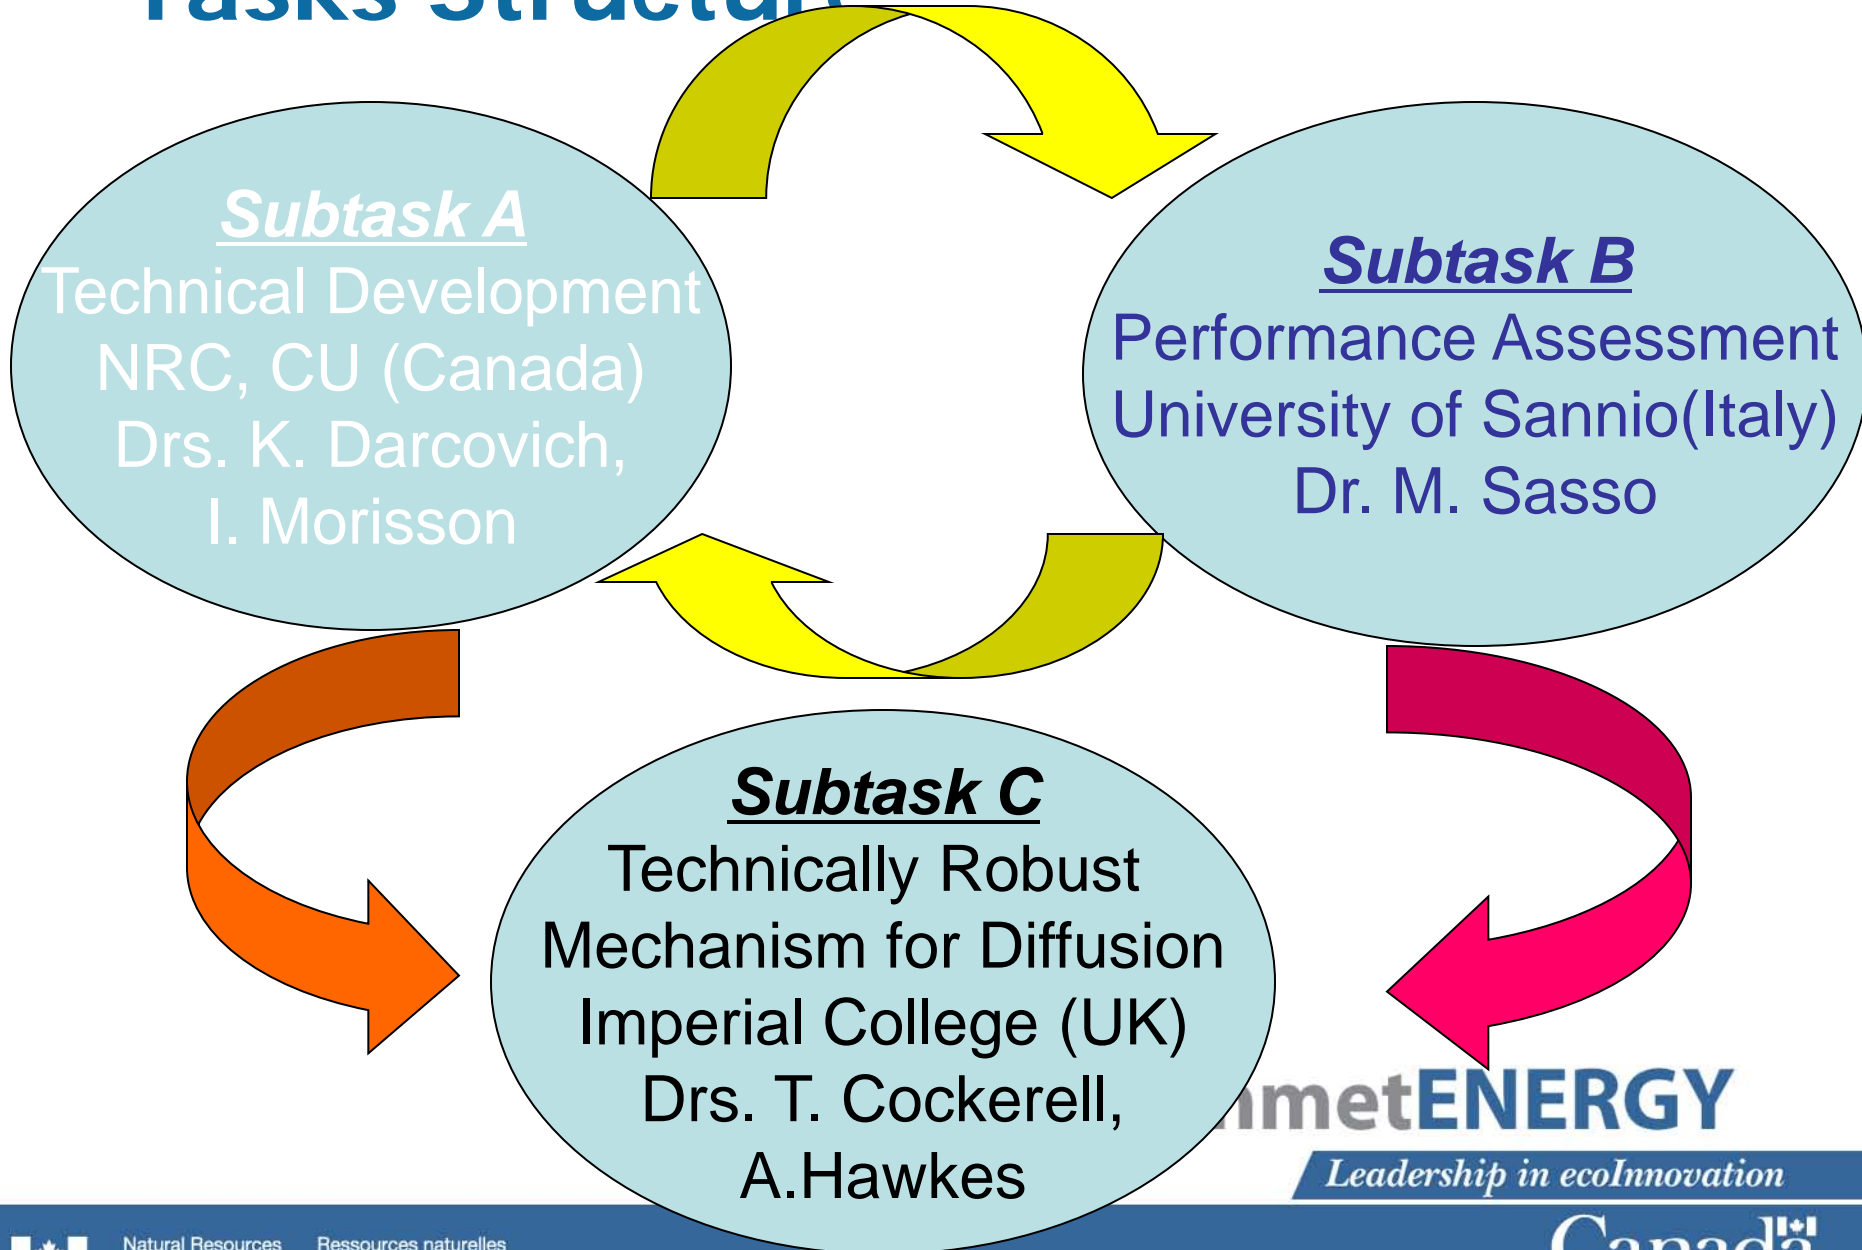 Tasks
Subtask A
Technical Development
NRC, CU (Canada)
Drs. K. Darcovich,
I. Morisson
Subtask B
Performance Assessment
University of Sannio(Italy)
Dr. M. Sasso
Subtask C
Technically Robust
Mechanism for Diffusion
Imperial College (UK)
Drs. T. Cockerell,
A.Hawkes
metENERGY
Leadership in ecoInnovation
Natural Resources Ressources naturelles
Canada